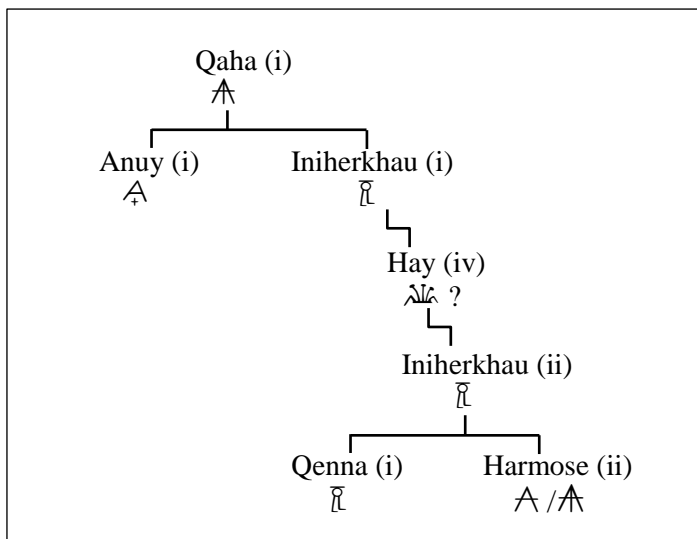 Qaha (i)
Anuy (i) Iniherkhau (i)
Hay (iv)
?
Iniherkhau (ii)
Qenna (i) Harmose (ii)
/